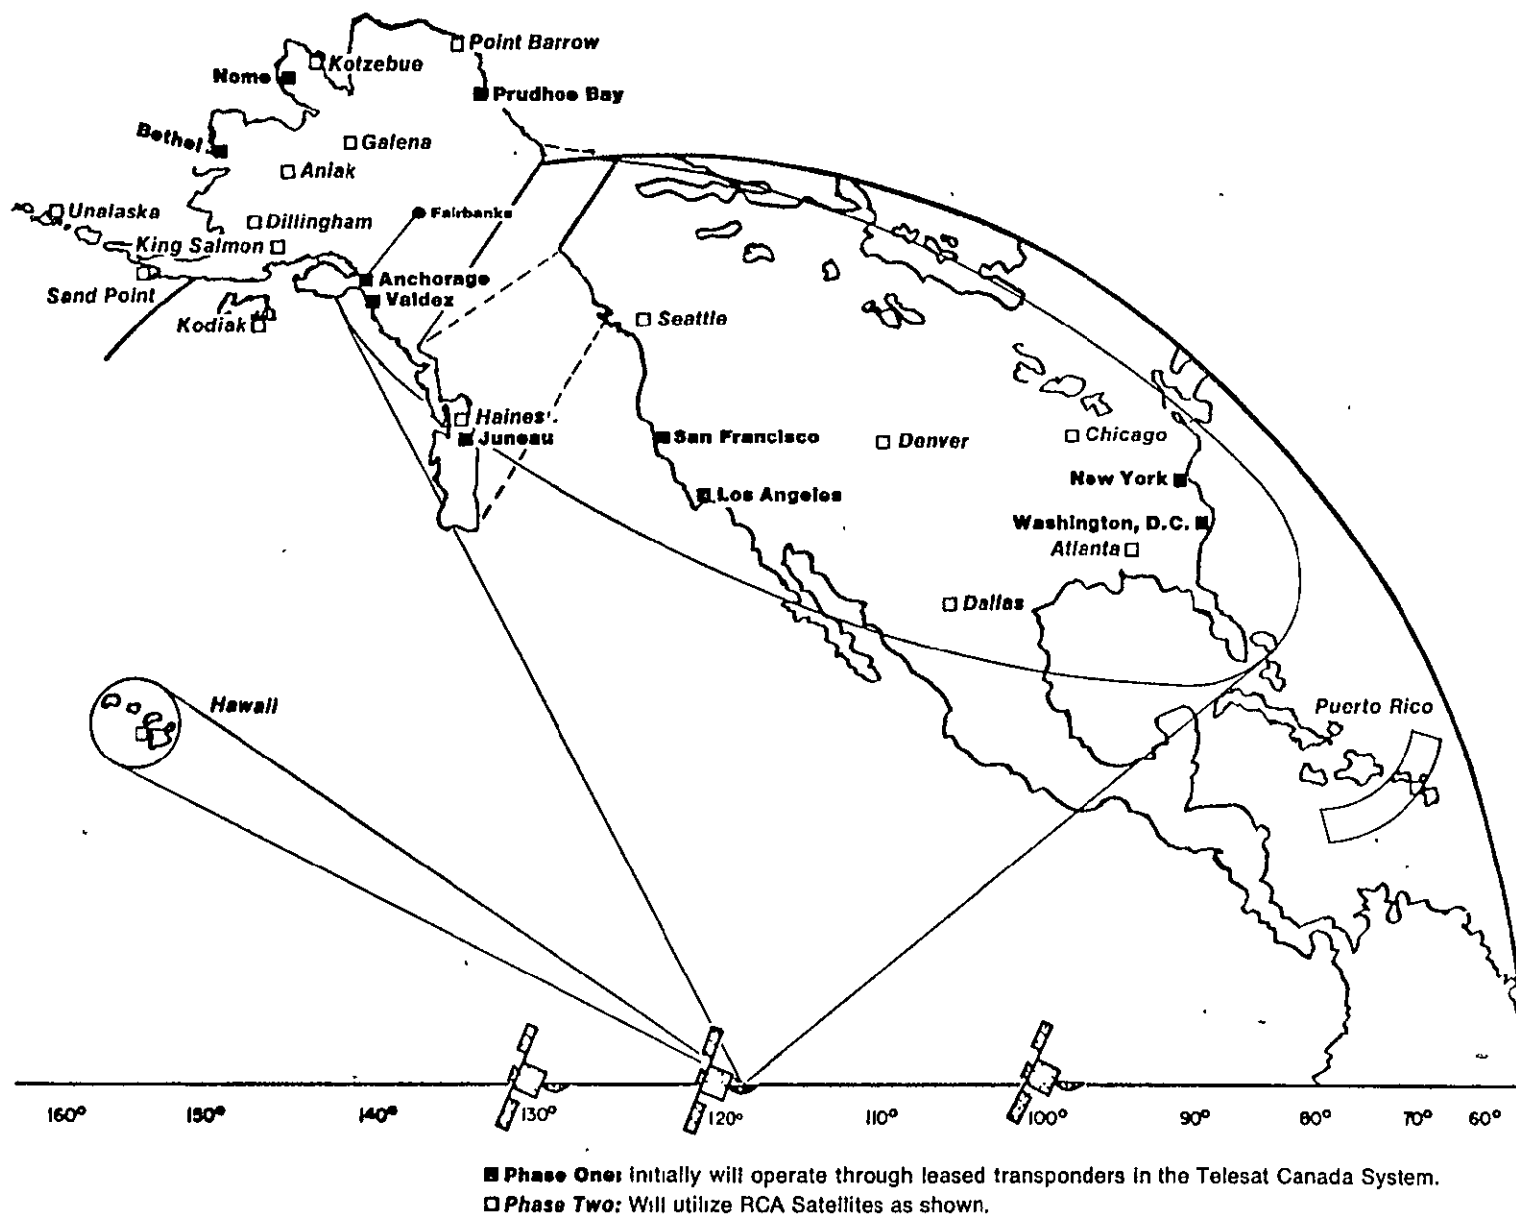 Point Barrow
Kotzebue
Nome
Prudhoe Bay
Bethel
Galena
Aniak
Unalaska
Dillingham
Fairbanks
King Salmon
Anchorage
Sand Point
Valdez
Kodiak
Seattle
Haines
Juneau
San Francisco
Denver
Chicago
New York
Los Angeles
Washington, D.C.
Atlanta
Dallas
Hawaii
Puerto Rico
160° 150° 140° 130° 120° 110° 100° 90° 80° 70° 60°
Phase One: Initially will operate through leased transponders in the Telesat Canada System.
Phase Two: Will utilize RCA Satellites as shown.